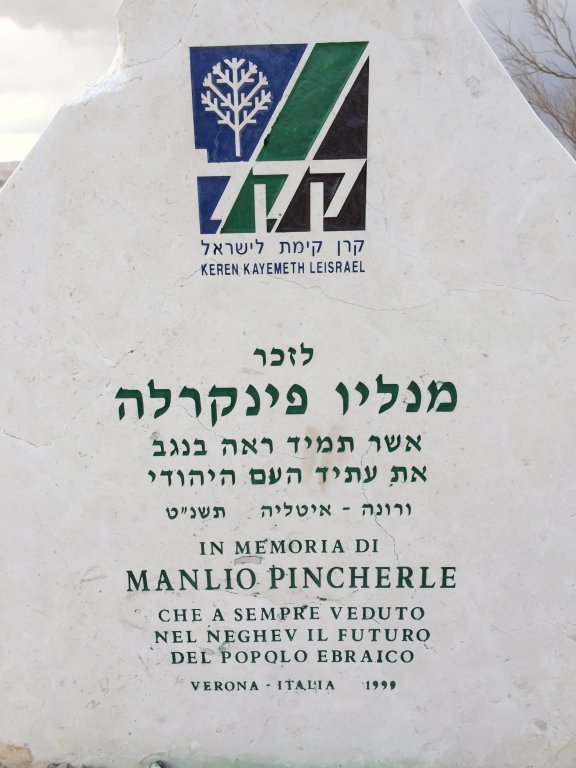 קקל
קרן קימת לישראל
KEREN KAYEMETH LEISRAEL
לזכר
מנליו פינקרלה
אשר תמיד ראה בנגב
את עתיד העם היהודי
ורונה - איטליה תשנ"ט
IN MEMORIA DI
MANLIO PINCHERLE
CHE A SEMPRE VEDUTO
NEL NEGHEV IL FUTURO
DEL POPOLO EBRAICO
VERONA - ITALIA 1999